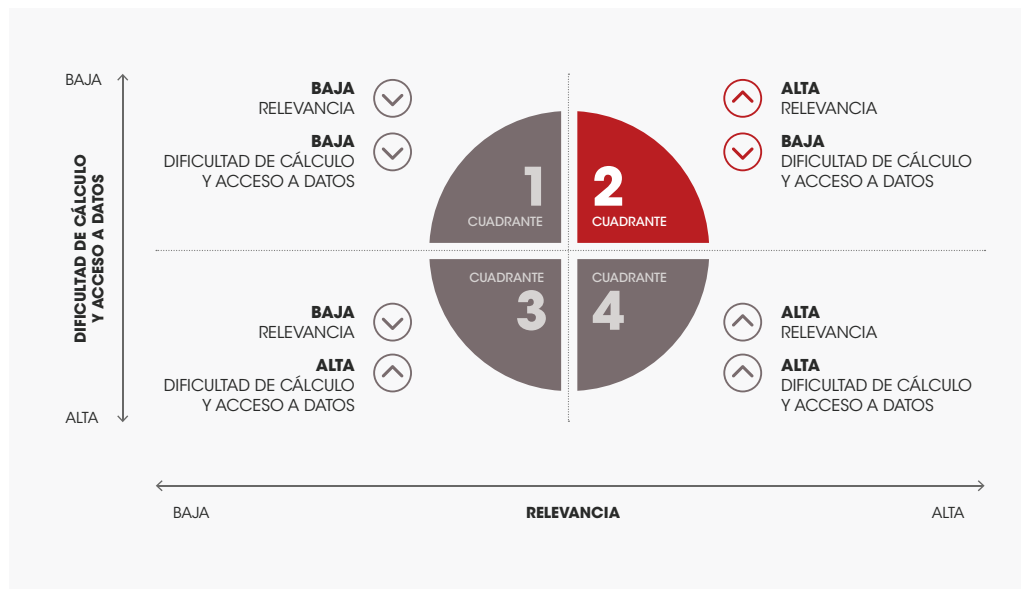 BAJA
DIFICULTAD DE CÁLCULO
Y ACCESO A DATOS
ALTA
BAJA
RELEVANCIA
BAJA
DIFICULTAD DE CÁLCULO
Y ACCESO A DATOS
1
CUADRANTE
2
CUADRANTE
ALTA
RELEVANCIA
BAJA
DIFICULTAD DE CÁLCULO
Y ACCESO A DATOS
BAJA
RELEVANCIA
ALTA
DIFICULTAD DE CÁLCULO
Y ACCESO A DATOS
CUADRANTE
3
CUADRANTE
4
ALTA
RELEVANCIA
ALTA
DIFICULTAD DE CÁLCULO
Y ACCESO A DATOS
BAJA
RELEVANCIA
ALTA